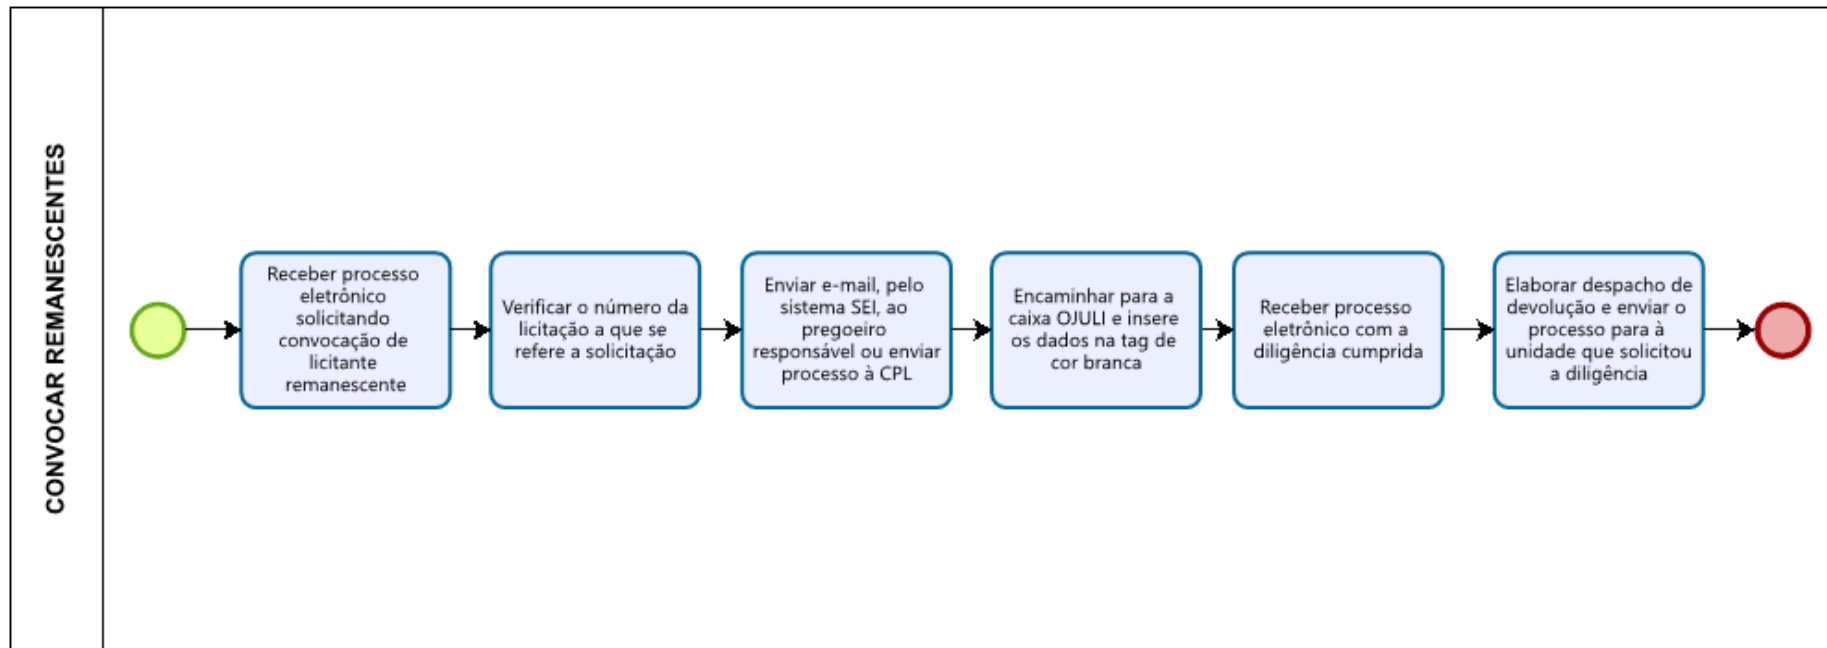 CONVOCAR REMANESCENTES
Receber processo
eletrônico
solicitando
convocação de
licitante
remanescente
Verificar o número da
licitação a que se
refere a solicitação
Enviar e-mail, pelo
sistema SEI, ao
pregoeiro
responsável ou enviar
processo à CPL
Encaminhar para a
caixa OJULI e insere
os dados na tag de
cor branca
Receber processo
eletrônico com a
diligência cumprida
Elaborar despacho de
devolução e enviar o
processo para à
unidade que solicitou
a diligência